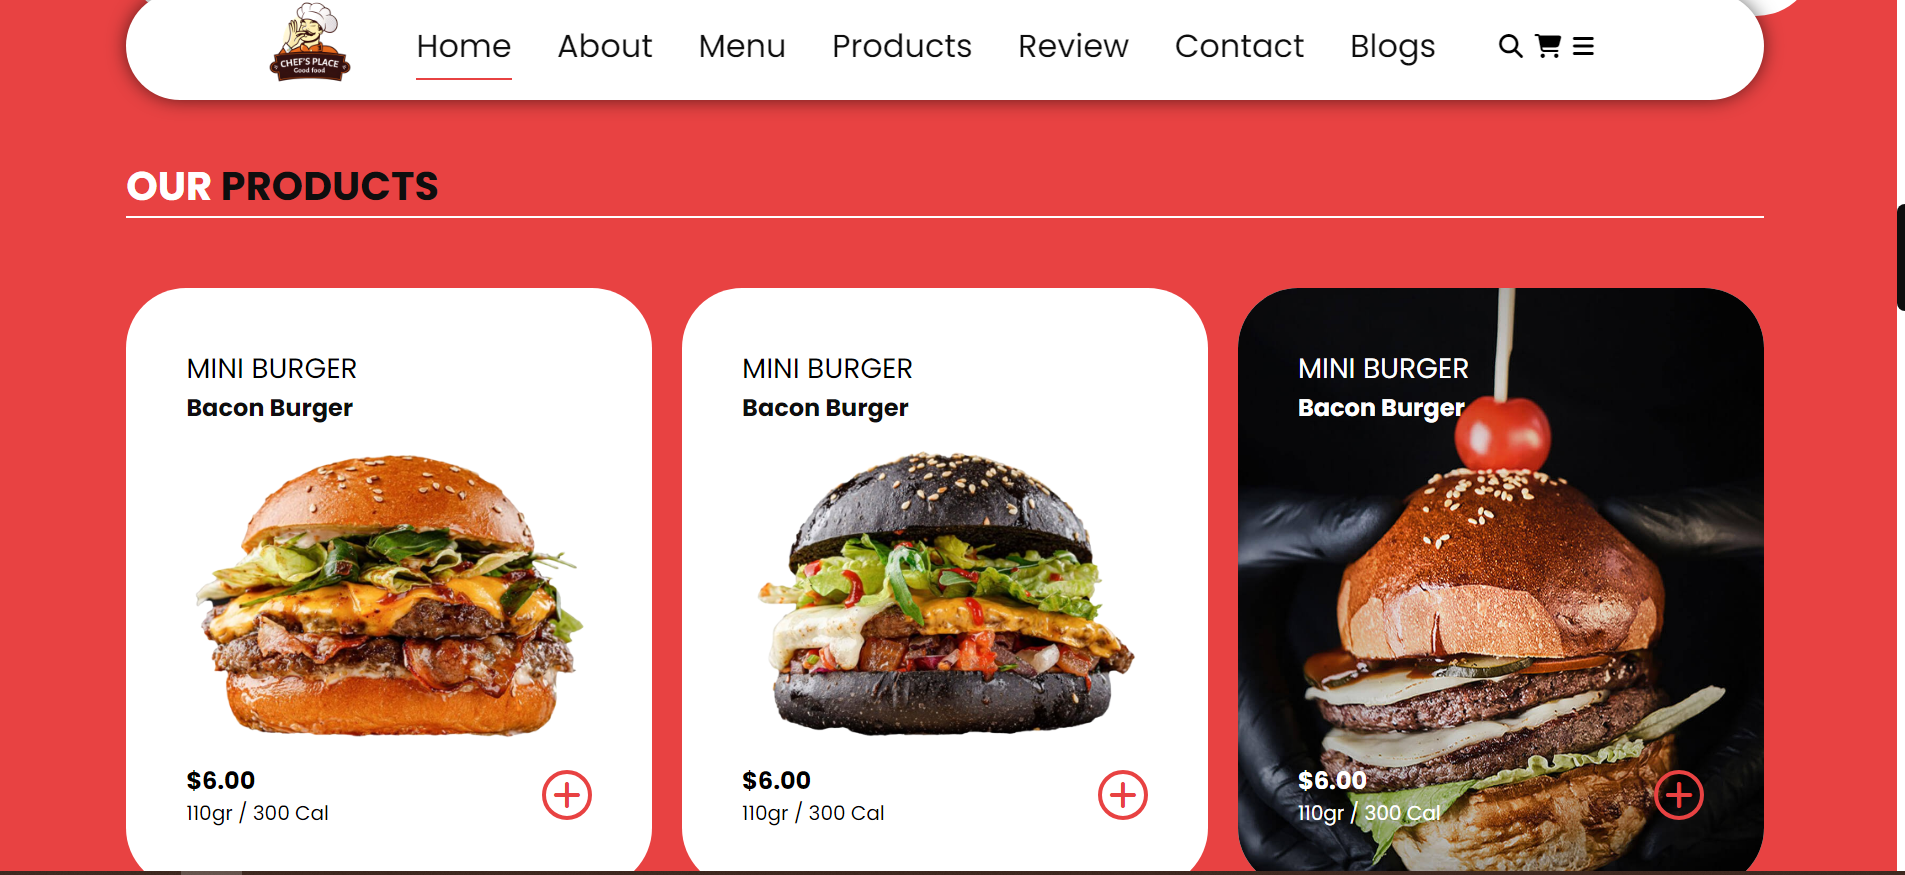 CHEF'S PLACE
Good food
Home About Menu Products Review Contact Blogs
OUR PRODUCTS
MINI BURGER
Bacon Burger
$6.00
110gr / 300 Cal
MINI BURGER
Bacon Burger
$6.00
110gr / 300 Cal
MINI BURGER
Bacon Burger
$6.00
110gr / 300 Cal